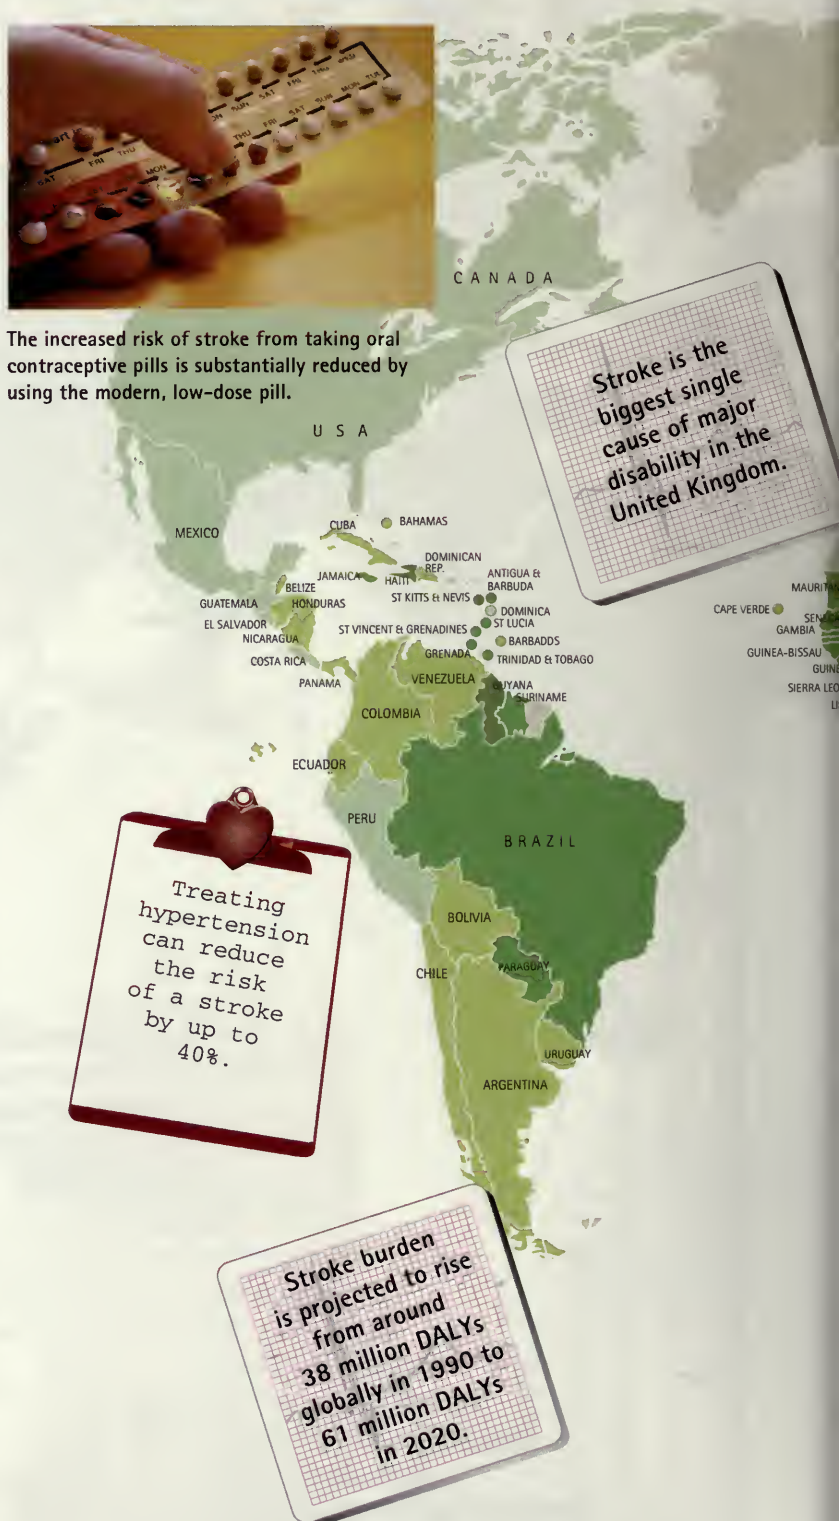 The increased risk of stroke from taking oral
contraceptive pills is substantially reduced by
using the modern, low-dose pill.
CANADA
Stroke is the
biggest single
cause of major
disability in the
United Kingdom.
USA
MEXICO
CUBA
BAHAMAS
DOMINICAN
REP.
JAMAICA
HAITI
BELIZE
GUATEMALA
HONDURAS
EL SALVADOR
NICARAGUA
COSTA RICA
PANAMA
ANTIGUA &
BARBUDA
ST KITTS & NEVIS
DOMINICA
ST LUCIA
ST VINCENT & GRENADINES
BARBADDS
GRENADA
TRINIDAD & TOBAGO
VENEZUELA
GUYANA
SURINAME
COLOMBIA
ECUADOR
PERU
BRAZIL
BOLIVIA
PARAGUAY
CHILE
URUGUAY
ARGENTINA
CAPE VERDE
GAMBIA
GUINEA-BISSAU
Treating
hypertension
can reduce
the risk
of a stroke
by up to
40%.
Stroke burden
is projected to rise
from around
38 million DALYs
globally in 1990 to
61 million DALYs
in 2020.